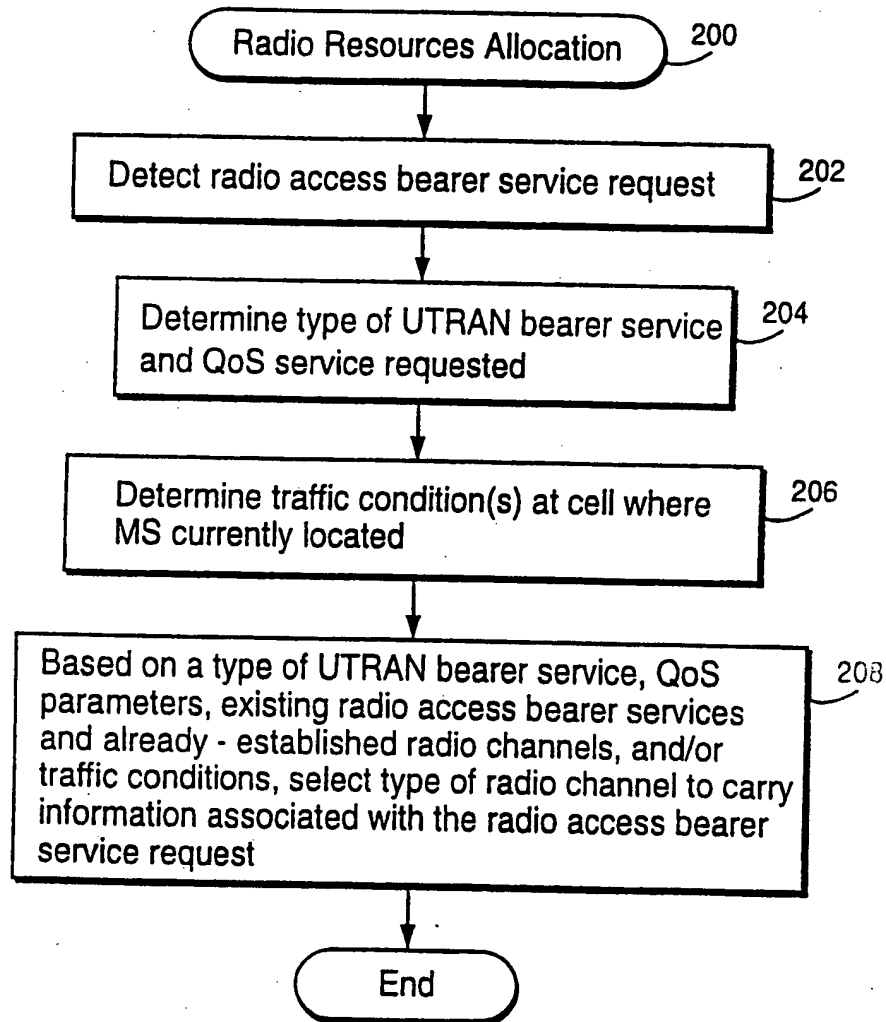 Radio Resources Allocation
200
Detect radio access bearer service request
202
Determine type of UTRAN bearer service
and QoS service requested
204
Determine traffic condition(s) at cell where
MS currently located
206
Based on a type of UTRAN bearer service, QoS
parameters, existing radio access bearer services
and already - established radio channels, and/or
traffic conditions, select type of radio channel to carry
information associated with the radio access bearer
service request
208
End